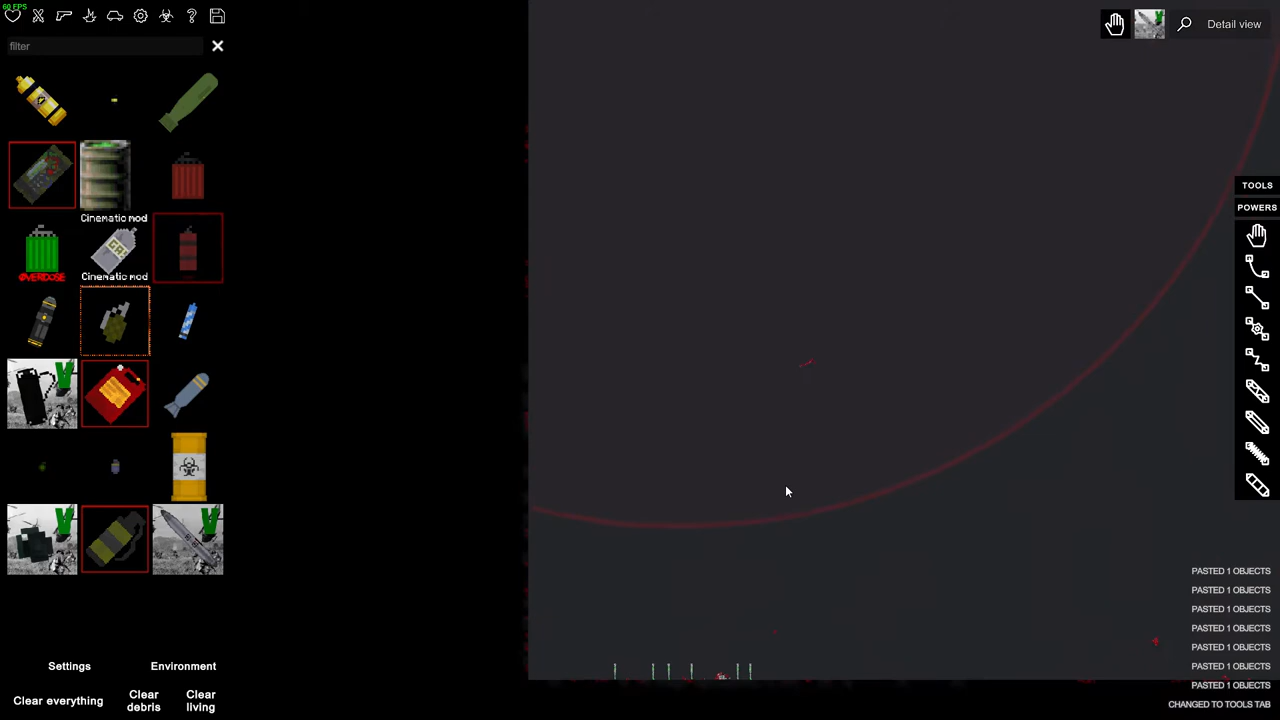 60 FPS
filter
Detail view
TOOLS
POWERS
Cinematic mod
OVERDOSE
GAS
Cinematic mod
V
V
V
V
PASTED 1 OBJECTS
PASTED 1 OBJECTS
PASTED 1 OBJECTS
PASTED 1 OBJECTS
PASTED 1 OBJECTS
PASTED 1 OBJECTS
PASTED 1 OBJECTS
CHANGED TO TOOLS TAB
Settings
Environment
Clear everything
Clear
debris
Clear
living